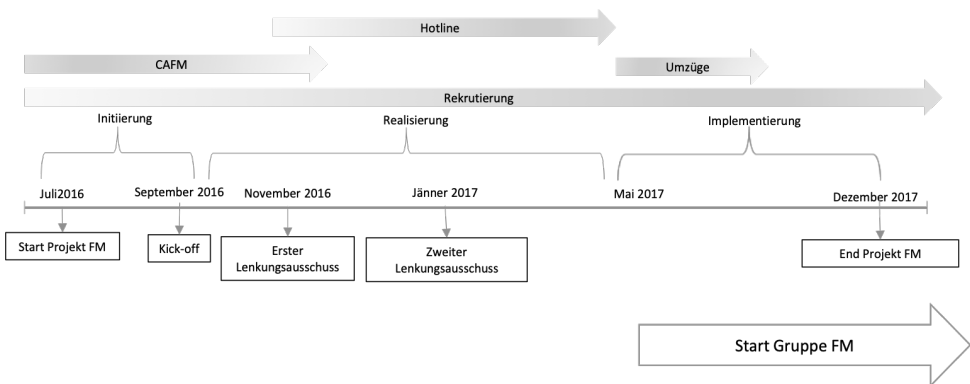 Hotline
CAFM
Umzüge
Rekrutierung
Initiierung
Realisierung
Implementierung
Juli2016
September 2016
November 2016
Jänner 2017
Mai 2017
Dezember 2017
Start Projekt FM
Kick-off
Erster
Lenkungsausschuss
Zweiter
Lenkungsausschuss
End Projekt FM
Start Gruppe FM